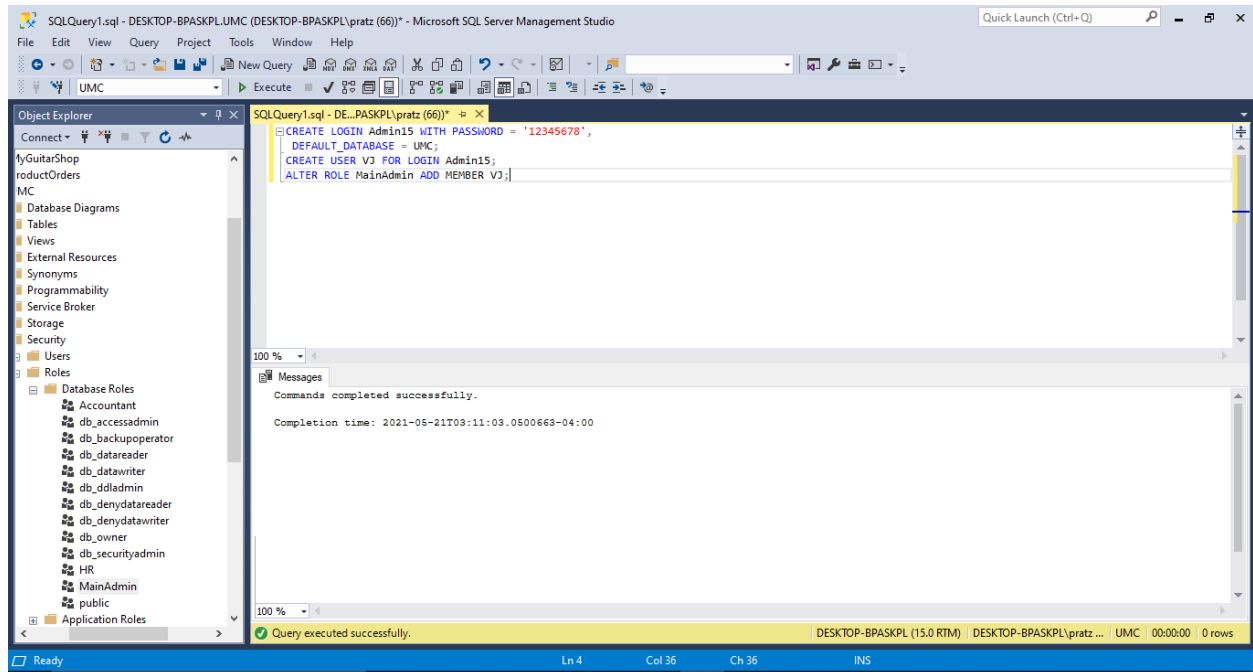 SQLQuery1.sql - DESKTOP-BPASKPL.UMC (DESKTOP-BPASKPL\pratz (66))* - Microsoft SQL Server Management Studio
Quick Launch (Ctrl+Q)
File Edit View Query Project Tools Window Help
New Query MDX DMX XMLA DAX
UMC
Execute
Object Explorer
Connect
MyGuitarShop
roductOrders
MC
Database Diagrams
Tables
Views
External Resources
Synonyms
Programmability
Service Broker
Storage
Security
Users
Roles
Database Roles
Accountant
db_accessadmin
db_backupoperator
db_datareader
db_datawriter
db_ddladmin
db_denydatareader
db_denydatawriter
db_owner
db_securityadmin
HR
MainAdmin
public
Application Roles
SQLQuery1.sql - DE...PASKPL\pratz (66))*
CREATE LOGIN Admin15 WITH PASSWORD = '12345678',
DEFAULT_DATABASE = UMC;
CREATE USER VJ FOR LOGIN Admin15;
ALTER ROLE MainAdmin ADD MEMBER VJ;
100 %
Messages
Commands completed successfully.
Completion time: 2021-05-21T03:11:03.0500663-04:00
100 %
Query executed successfully.
DESKTOP-BPASKPL (15.0 RTM) DESKTOP-BPASKPL\pratz ... UMC 00:00:00 0 rows
Ready
Ln 4 Col 36 Ch 36 INS